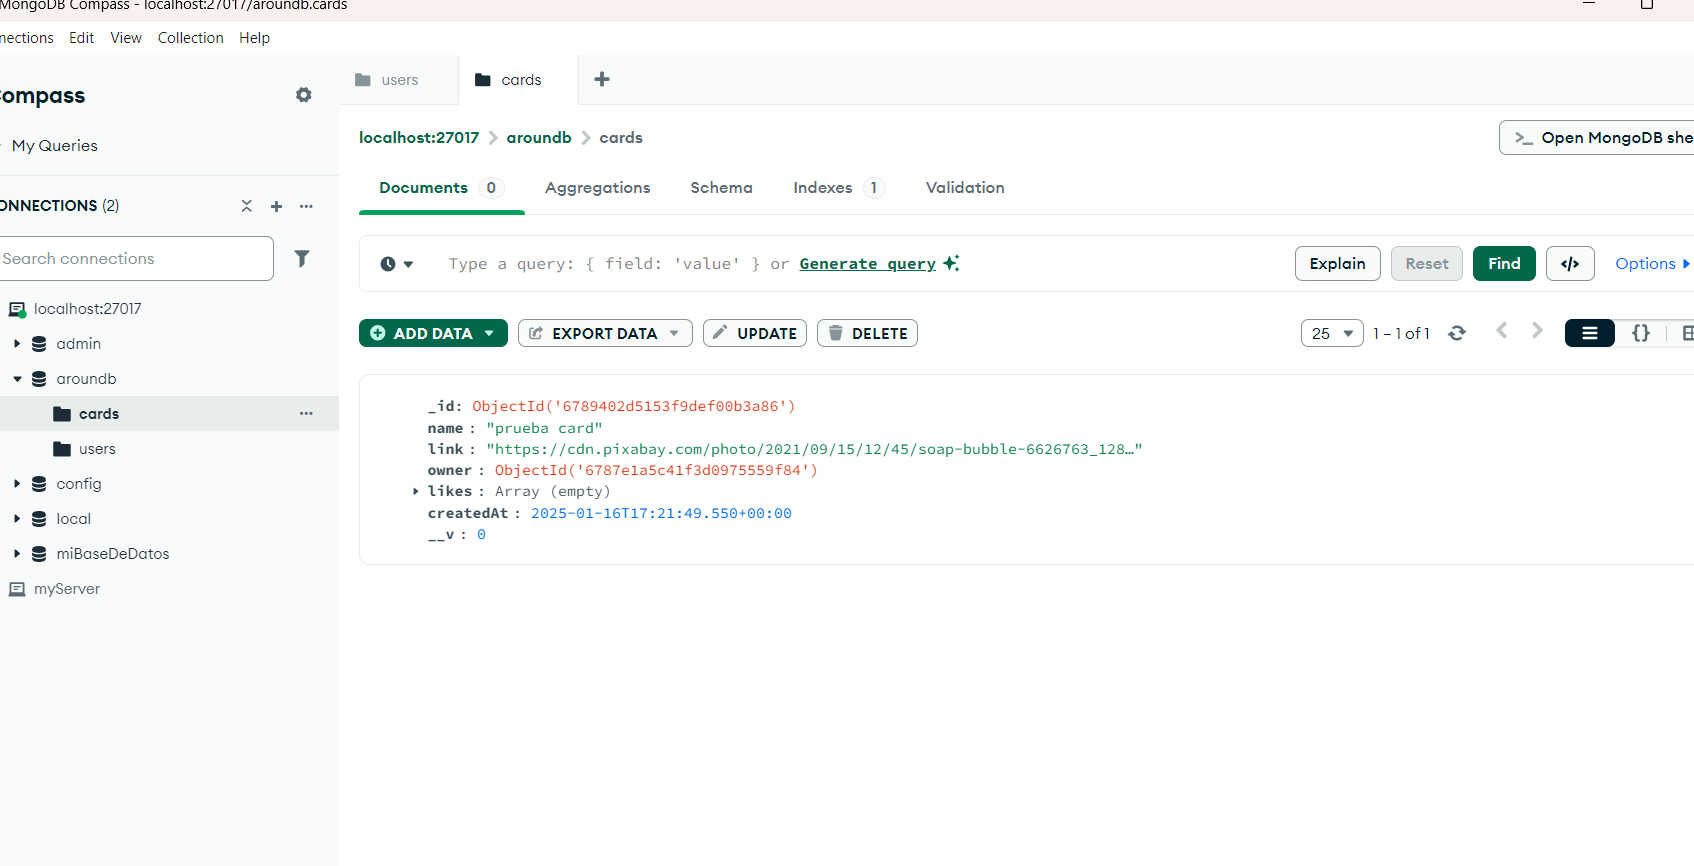 MongoDB Compass - localhost:27017/aroundb.cards
nections Edit View Collection Help
Compass
My Queries
ONNECTIONS (2)
Search connections
localhost:27017
admin
aroundb
cards
users
config
local
miBaseDeDatos
myServer
users cards
localhost:27017 > aroundb > cards
Open MongoDB she
Documents 0 Aggregations Schema Indexes 1 Validation
Type a query: { field: 'value' } or Generate query
Explain Reset Find </> Options
ADD DATA EXPORT DATA UPDATE DELETE
25 1 – 1 of 1 {}
_id: ObjectId('6789402d5153f9def00b3a86')
name : "prueba card"
link : "https://cdn.pixabay.com/photo/2021/09/15/12/45/soap-bubble-6626763_128…"
owner : ObjectId('6787e1a5c41f3d0975559f84')
likes : Array (empty)
createdAt : 2025-01-16T17:21:49.550+00:00
__v : 0